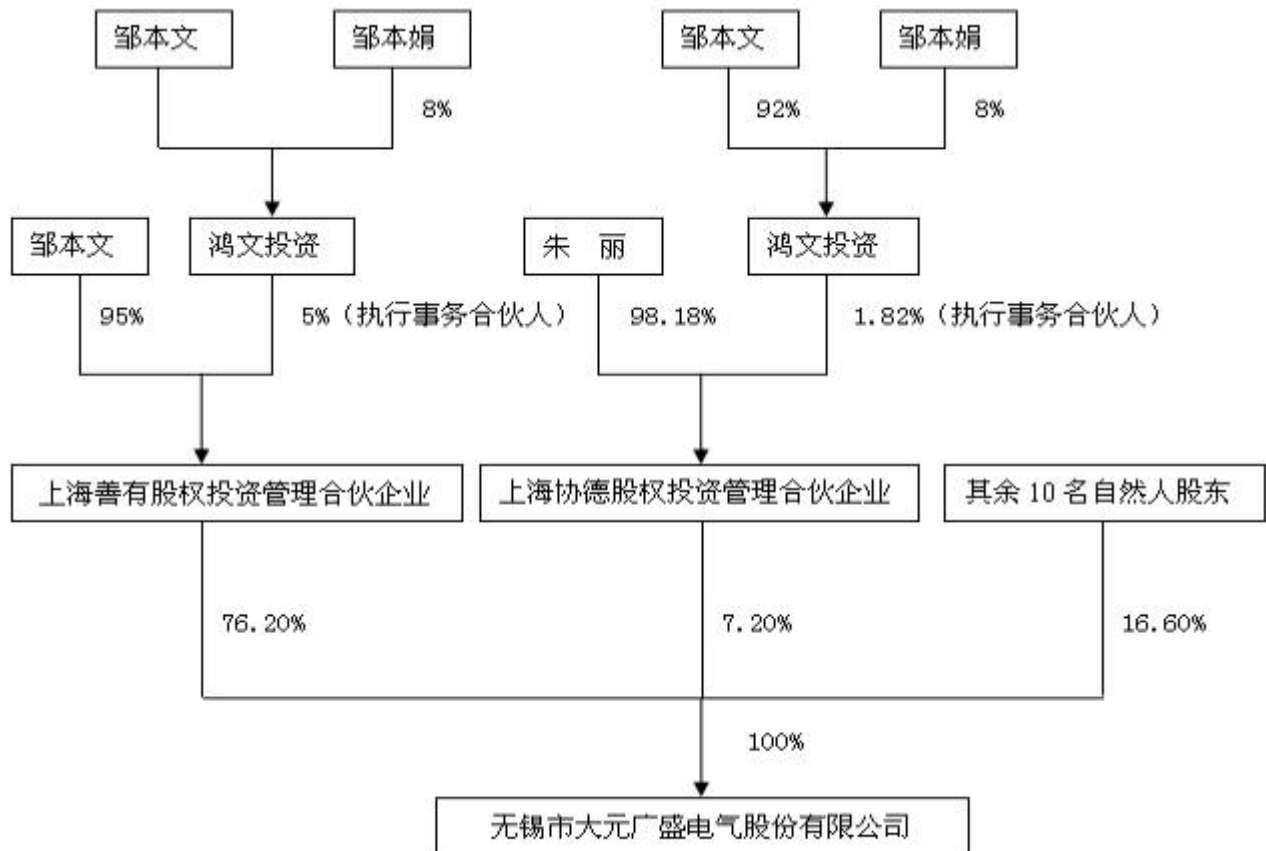 邹本文 邹本娟 邹本文 邹本娟
8% 92% 8%
邹本文 鸿文投资 朱 丽 鸿文投资
95% 5%（执行事务合伙人） 98.18% 1.82%（执行事务合伙人）
上海善有股权投资管理合伙企业 上海协德股权投资管理合伙企业 其余 10 名自然人股东
76.20% 7.20% 16.60%
100%
无锡市大元广盛电气股份有限公司